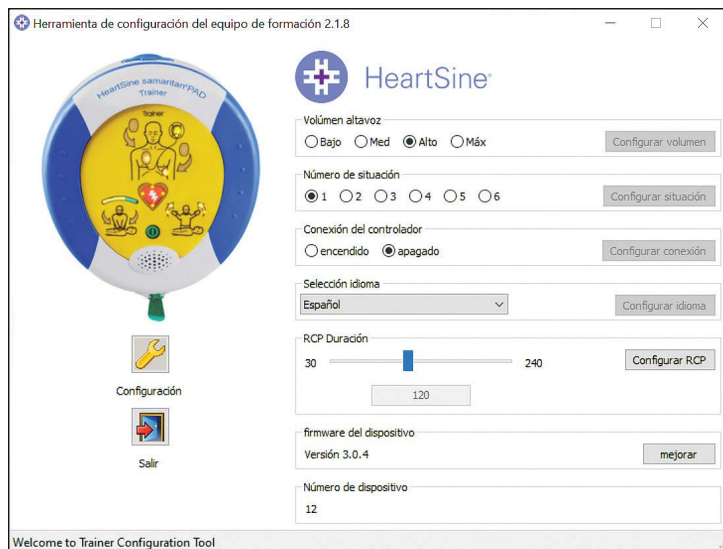 Herramienta de configuración del equipo de formación 2.1.8
HeartSine samaritan PAD
Trainer
Trainer
HeartSine
Volúmen altavoz
Bajo Med Alto Máx Configurar volumen
Número de situación
1 2 3 4 5 6 Configurar situación
Conexión del controlador
encendido apagado Configurar conexión
Selección idioma
Español Configurar idioma
RCP Duración
30 240 Configurar RCP
120
Configuración
Salir
firmware del dispositivo
Versión 3.0.4 mejorar
Número de dispositivo
12
Welcome to Trainer Configuration Tool